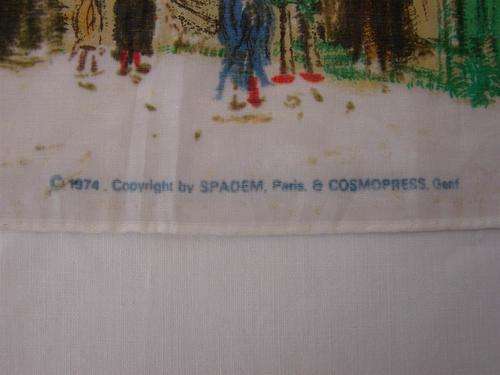 © 1974 . Copyright by SPADEM, Paris, & COSMOPRESS, Genf